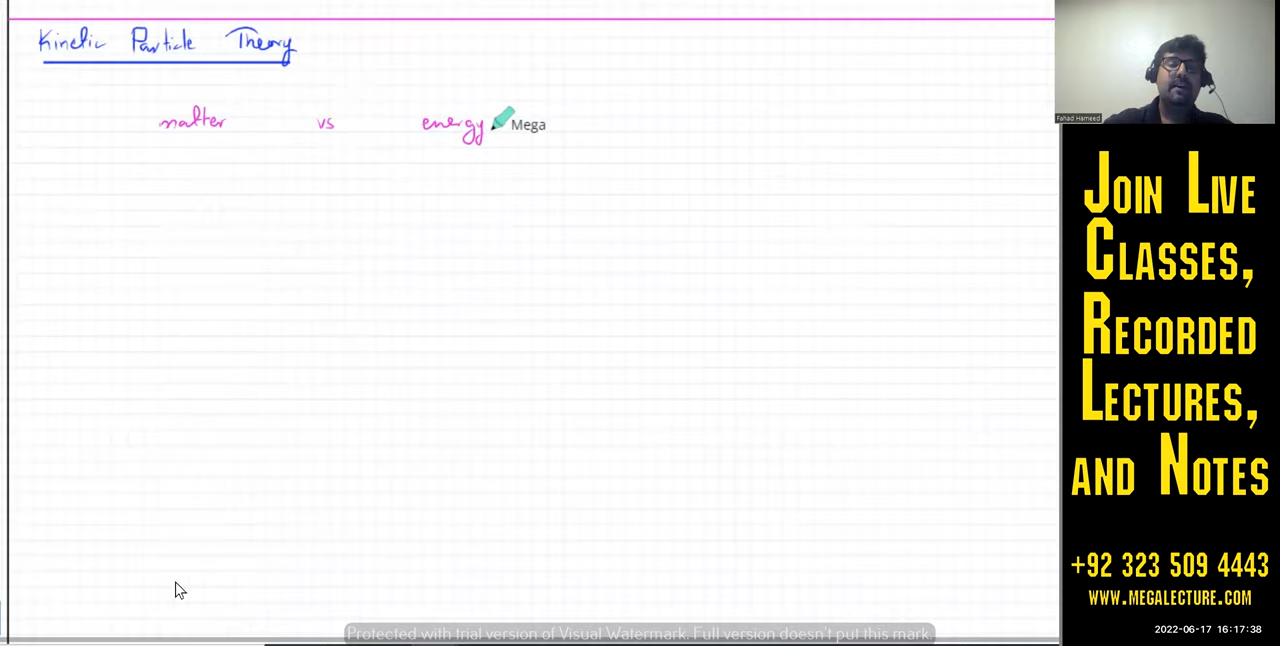 Kinetic Particle Theory
matter vs energy Mega
Fahad Hameed
JOIN LIVE
CLASSES,
RECORDED
LECTURES,
AND NOTES
+92 323 509 4443
WWW.MEGALECTURE.COM
2022-06-17 16:17:38
Protected with trial version of Visual Watermark. Full version doesn't put this mark.